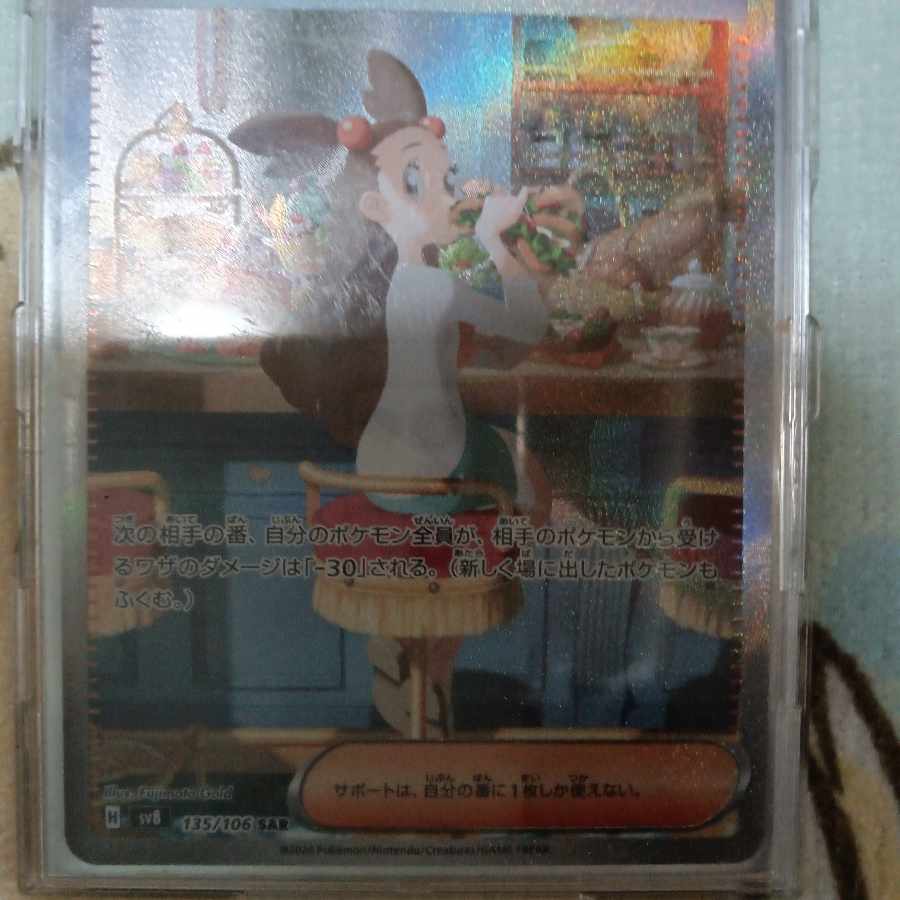 次の相手の番、自分のポケモン全員が、相手のポケモンから受け
るワザのダメージは「-30」される。（新しく場に出したポケモンも
ふくむ。）
サポートは、自分の番に1枚しか使えない。
Illus. Fujimoto Gold
H sv8 135/106 SAR
©2024 Pokémon/Nintendo/Creatures/GAME FREAK.